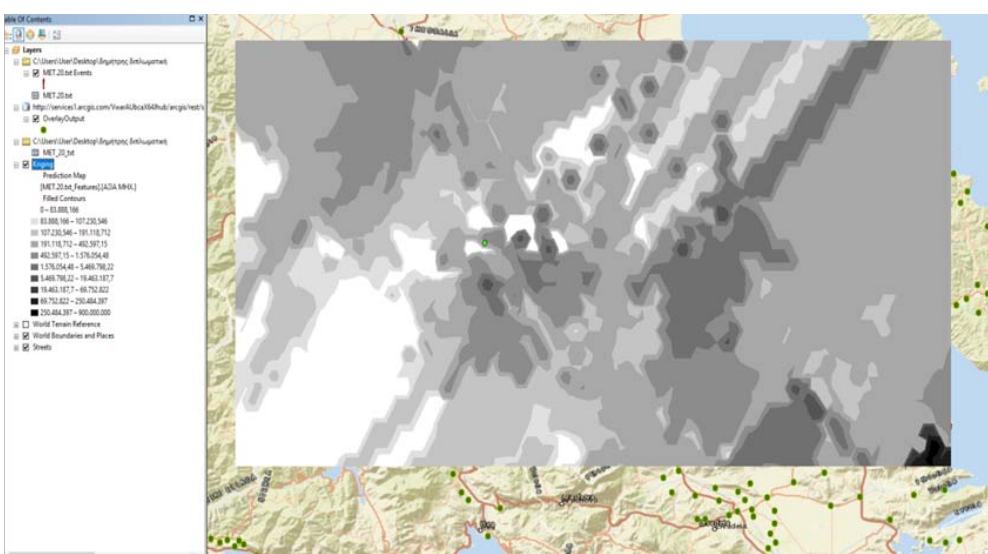 Table Of Contents
Layers
C:\Users\User\Desktop\δημήτρης διπλωματική
MET.20.txt Events
MET.20.txt
OverlayOutput
C:\Users\User\Desktop\δημήτρης διπλωματική
MET_20_txt
Kriging
Prediction Map
[MET.20.txt_Features].[ΑΞΙΑ ΜΗΧ.]
Filled Contours
0 – 83.888,166
83.888,166 – 107.230,546
107.230,546 – 191.118,712
191.118,712 – 492.597,15
492.597,15 – 1.576.054,48
1.576.054,48 – 5.469.798,22
5.469.798,22 – 19.463.187,7
19.463.187,7 – 69.752.822
69.752.822 – 250.484.397
250.484.397 – 900.000.000
World Terrain Reference
World Boundaries and Places
Streets